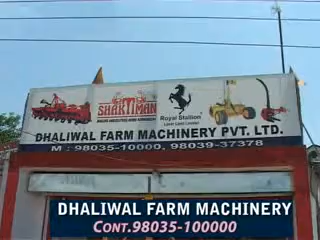 SHAKTIMAN
Royal Stallion
DHALIWAL FARM MACHINERY PVT. LTD.
M : 98035-10000, 98039-37378
DHALIWAL FARM MACHINERY
CONT.98035-100000